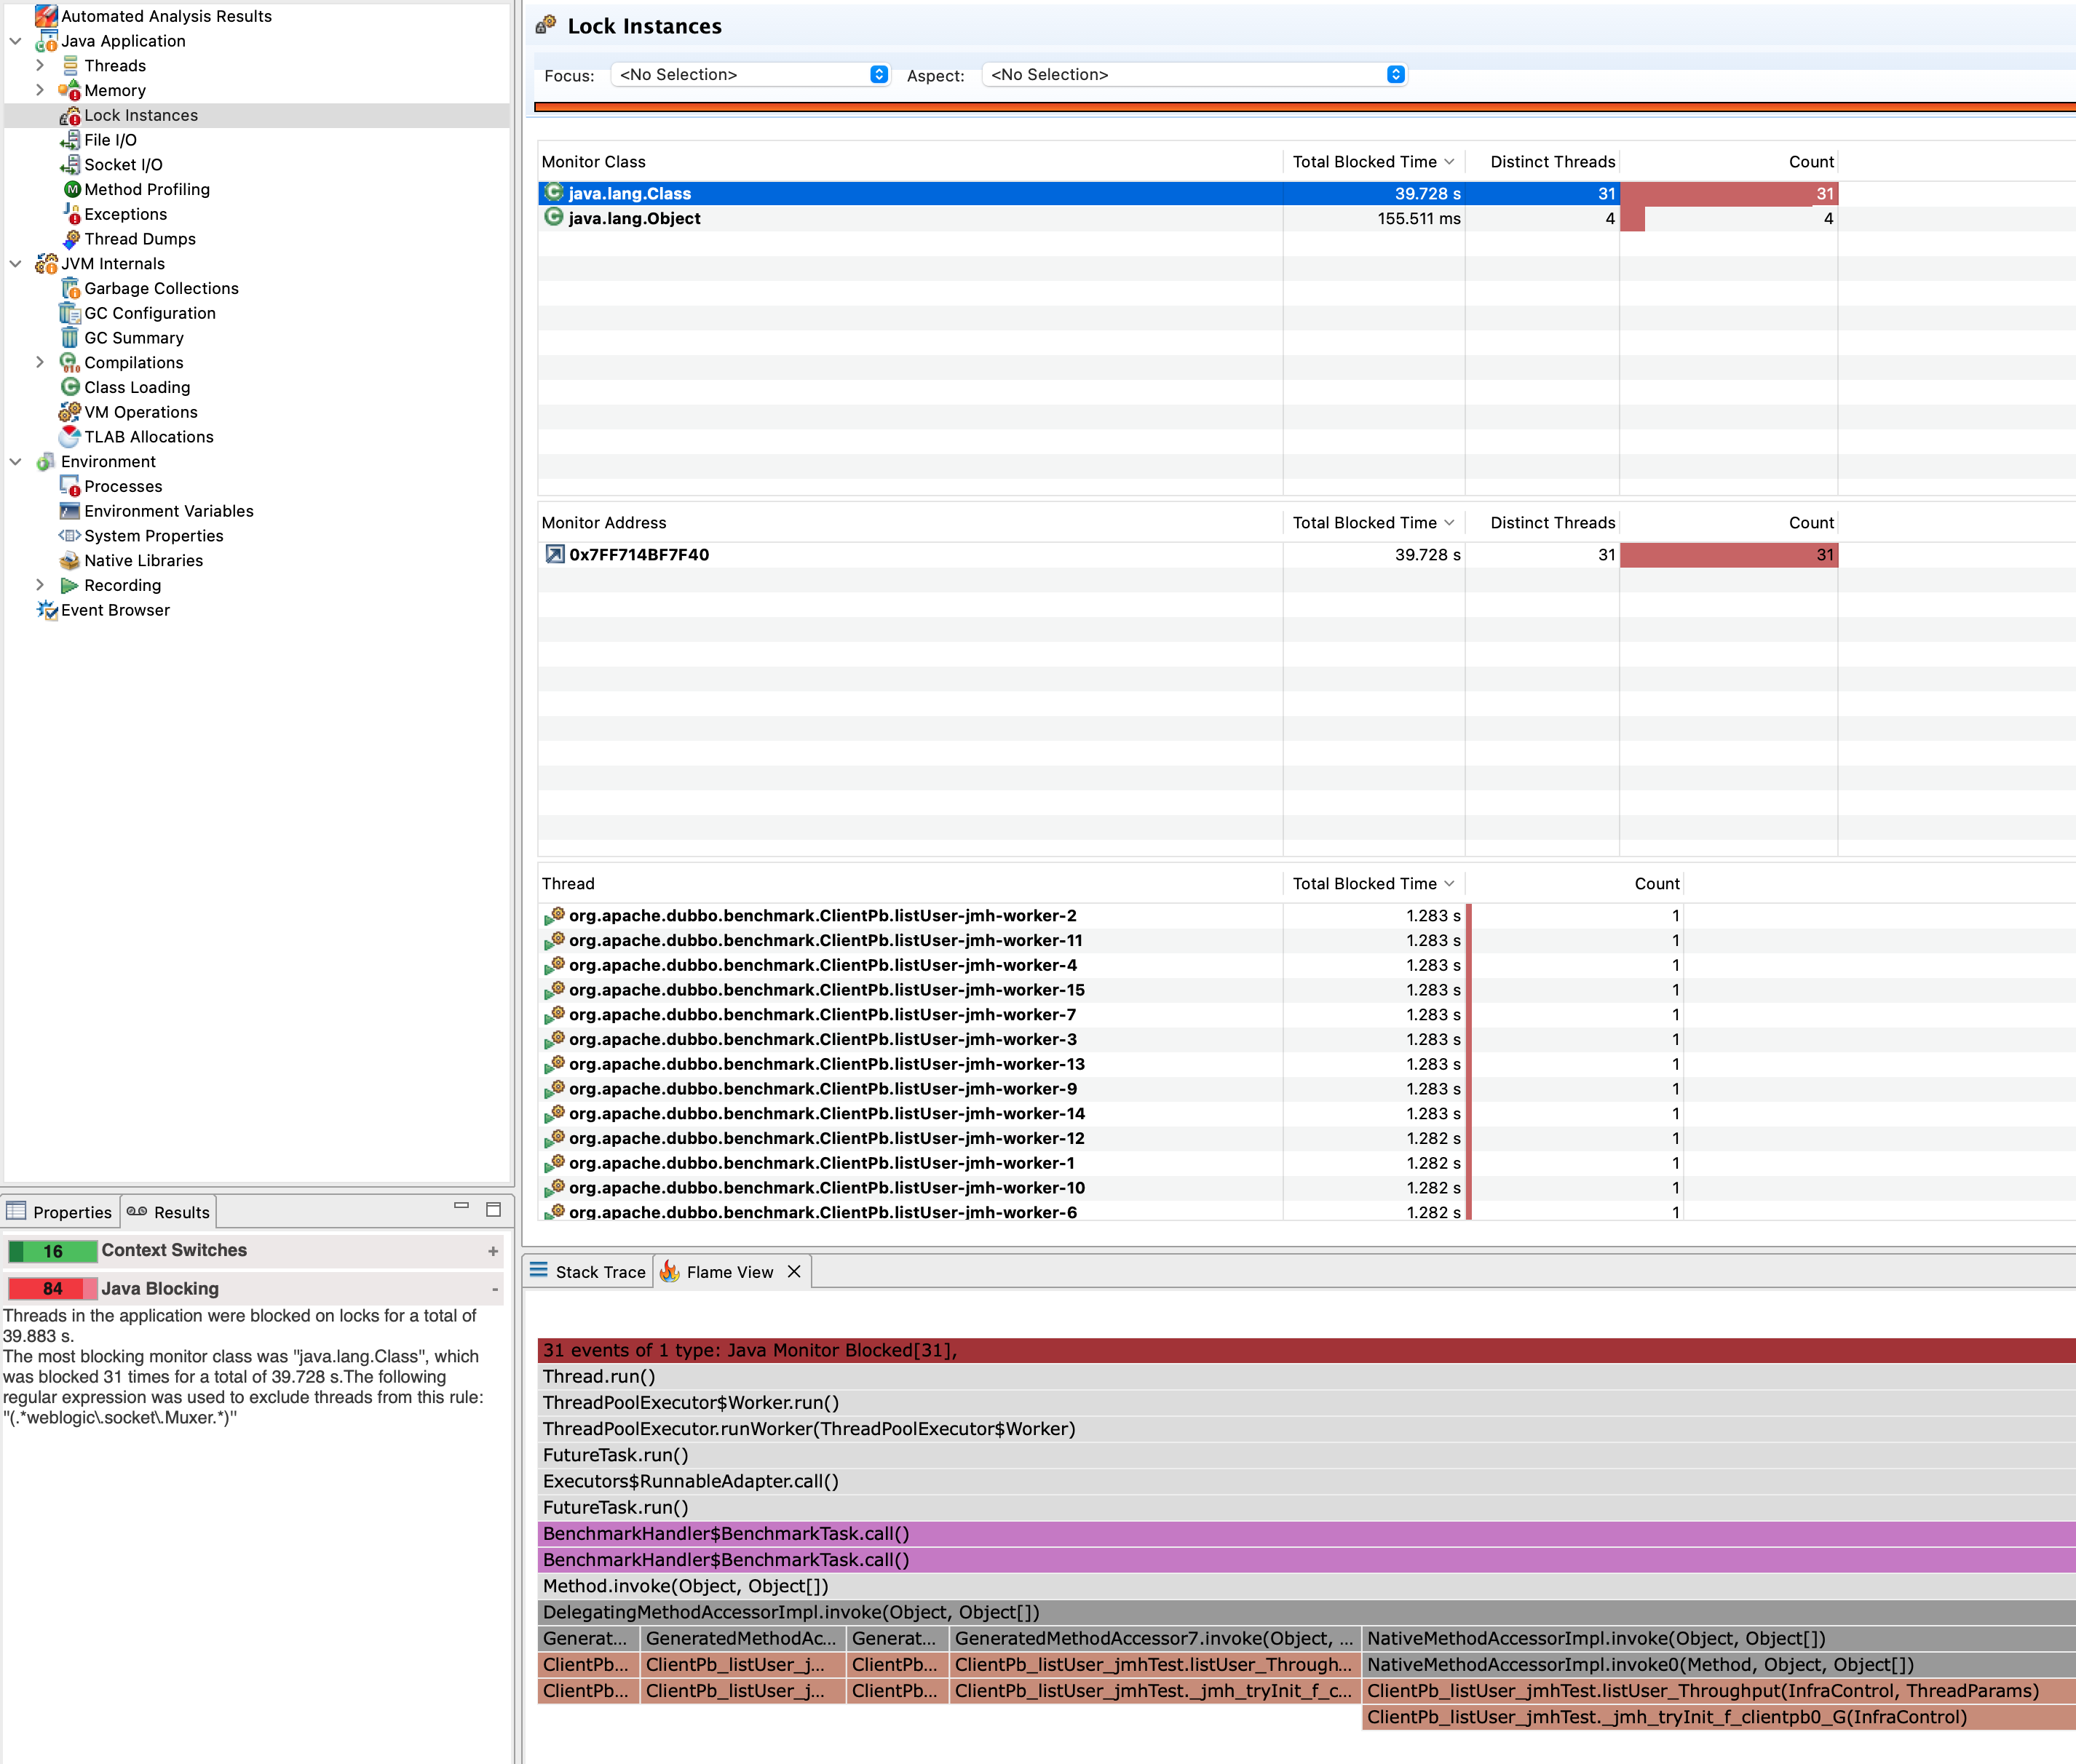 Automated Analysis Results
Java Application
Threads
Memory
Lock Instances
File I/O
Socket I/O
Method Profiling
Exceptions
Thread Dumps
JVM Internals
Garbage Collections
GC Configuration
GC Summary
Compilations
Class Loading
VM Operations
TLAB Allocations
Environment
Processes
Environment Variables
System Properties
Native Libraries
Recording
Event Browser
Properties Results
16 Context Switches +
84 Java Blocking -
Threads in the application were blocked on locks for a total of
39.883 s.
The most blocking monitor class was "java.lang.Class", which
was blocked 31 times for a total of 39.728 s.The following
regular expression was used to exclude threads from this rule:
"(.*weblogic\.socket\.Muxer.*)"
Lock Instances
Focus: <No Selection> Aspect: <No Selection>
Monitor Class Total Blocked Time Distinct Threads Count
java.lang.Class 39.728 s 31 31
java.lang.Object 155.511 ms 4 4
Monitor Address Total Blocked Time Distinct Threads Count
0x7FF714BF7F40 39.728 s 31 31
Thread Total Blocked Time Count
org.apache.dubbo.benchmark.ClientPb.listUser-jmh-worker-2 1.283 s 1
org.apache.dubbo.benchmark.ClientPb.listUser-jmh-worker-11 1.283 s 1
org.apache.dubbo.benchmark.ClientPb.listUser-jmh-worker-4 1.283 s 1
org.apache.dubbo.benchmark.ClientPb.listUser-jmh-worker-15 1.283 s 1
org.apache.dubbo.benchmark.ClientPb.listUser-jmh-worker-7 1.283 s 1
org.apache.dubbo.benchmark.ClientPb.listUser-jmh-worker-3 1.283 s 1
org.apache.dubbo.benchmark.ClientPb.listUser-jmh-worker-13 1.283 s 1
org.apache.dubbo.benchmark.ClientPb.listUser-jmh-worker-9 1.283 s 1
org.apache.dubbo.benchmark.ClientPb.listUser-jmh-worker-14 1.283 s 1
org.apache.dubbo.benchmark.ClientPb.listUser-jmh-worker-12 1.282 s 1
org.apache.dubbo.benchmark.ClientPb.listUser-jmh-worker-1 1.282 s 1
org.apache.dubbo.benchmark.ClientPb.listUser-jmh-worker-10 1.282 s 1
org.apache.dubbo.benchmark.ClientPb.listUser-jmh-worker-6 1.282 s 1
Stack Trace Flame View
31 events of 1 type: Java Monitor Blocked[31],
Thread.run()
ThreadPoolExecutor$Worker.run()
ThreadPoolExecutor.runWorker(ThreadPoolExecutor$Worker)
FutureTask.run()
Executors$RunnableAdapter.call()
FutureTask.run()
BenchmarkHandler$BenchmarkTask.call()
BenchmarkHandler$BenchmarkTask.call()
Method.invoke(Object, Object[])
DelegatingMethodAccessorImpl.invoke(Object, Object[])
Generat... GeneratedMethodAc... Generat... GeneratedMethodAccessor7.invoke(Object, ... NativeMethodAccessorImpl.invoke(Object, Object[])
ClientPb... ClientPb_listUser_j... ClientPb... ClientPb_listUser_jmhTest.listUser_Through... NativeMethodAccessorImpl.invoke0(Method, Object, Object[])
ClientPb... ClientPb_listUser_j... ClientPb... ClientPb_listUser_jmhTest._jmh_tryInit_f_c... ClientPb_listUser_jmhTest.listUser_Throughput(InfraControl, ThreadParams)
ClientPb_listUser_jmhTest._jmh_tryInit_f_clientpb0_G(InfraControl)